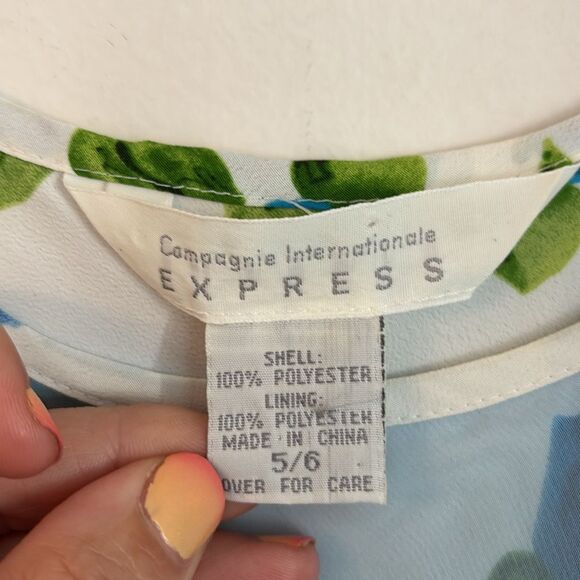 Compagnie Internationale
EXPRESS
SHELL:
100% POLYESTER
LINING:
100% POLYESTER
MADE IN CHINA
5/6
OVER FOR CARE